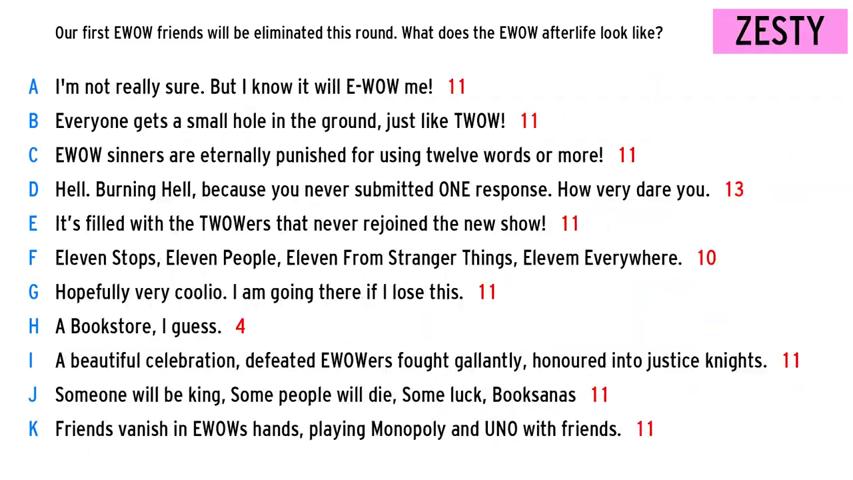 Our first EWOW friends will be eliminated this round. What does the EWOW afterlife look like?
ZESTY
A I'm not really sure. But I know it will E-WOW me! 11
B Everyone gets a small hole in the ground, just like TWOW! 11
C EWOW sinners are eternally punished for using twelve words or more! 11
D Hell. Burning Hell, because you never submitted ONE response. How very dare you. 13
E It’s filled with the TWOWers that never rejoined the new show! 11
F Eleven Stops, Eleven People, Eleven From Stranger Things, Elevem Everywhere. 10
G Hopefully very coolio. I am going there if I lose this. 11
H A Bookstore, I guess. 4
I A beautiful celebration, defeated EWOWers fought gallantly, honoured into justice knights. 11
J Someone will be king, Some people will die, Some luck, Booksanas 11
K Friends vanish in EWOWs hands, playing Monopoly and UNO with friends. 11